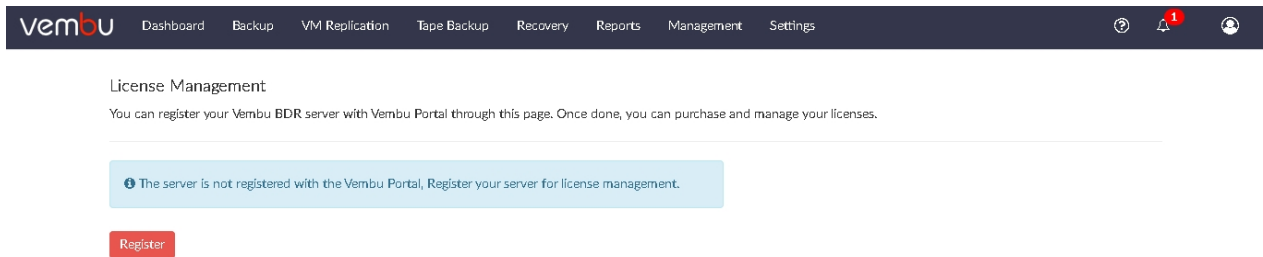 vembu Dashboard Backup VM Replication Tape Backup Recovery Reports Management Settings 1
License Management
You can register your Vembu BDR server with Vembu Portal through this page. Once done, you can purchase and manage your licenses.
The server is not registered with the Vembu Portal, Register your server for license management.
Register